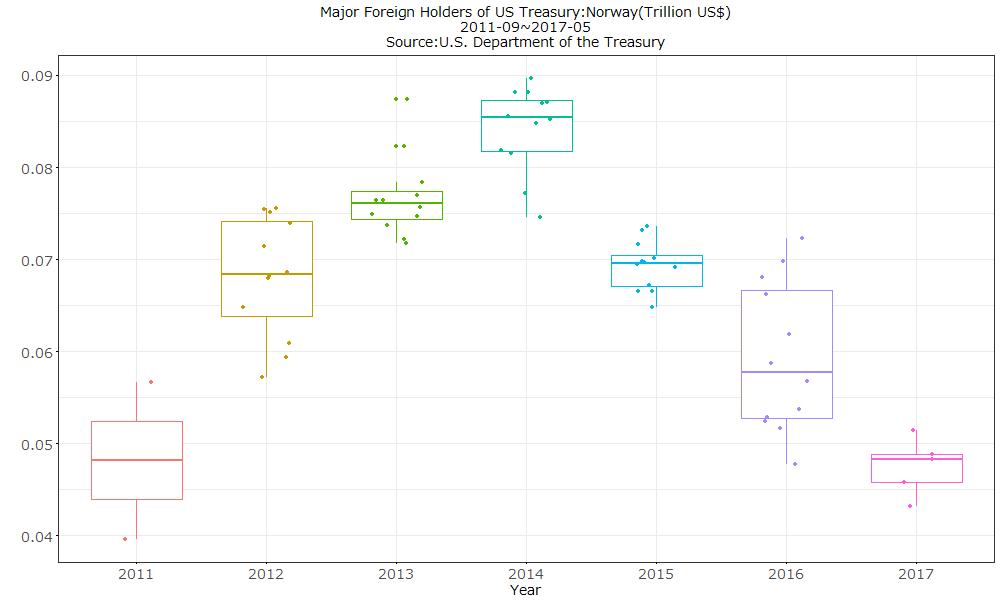 Major Foreign Holders of US Treasury:Norway(Trillion US$)
2011-09~2017-05
Source:U.S. Department of the Treasury
0.09
0.08
0.07
0.06
0.05
0.04
2011 2012 2013 2014 2015 2016 2017
Year